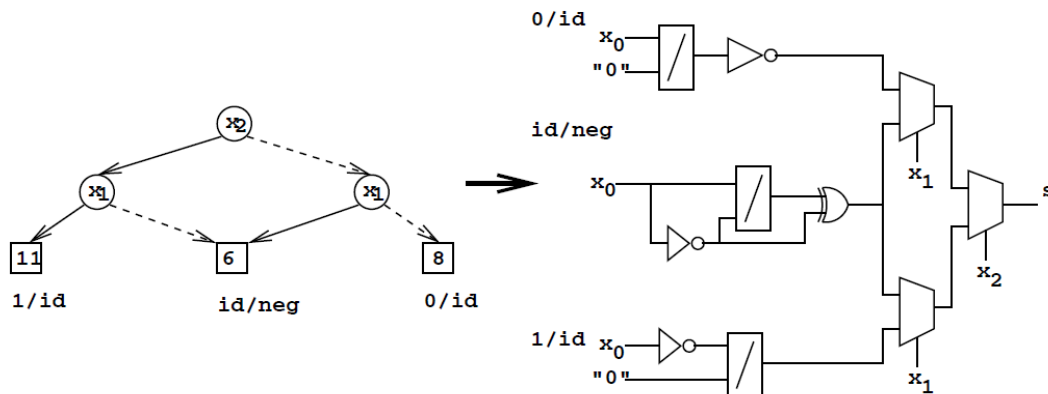 x2
x1
x1
11
6
8
1/id
id/neg
0/id
0/id
x0
"0"
x1
id/neg
x0
s
x2
1/id
x0
"0"
x1